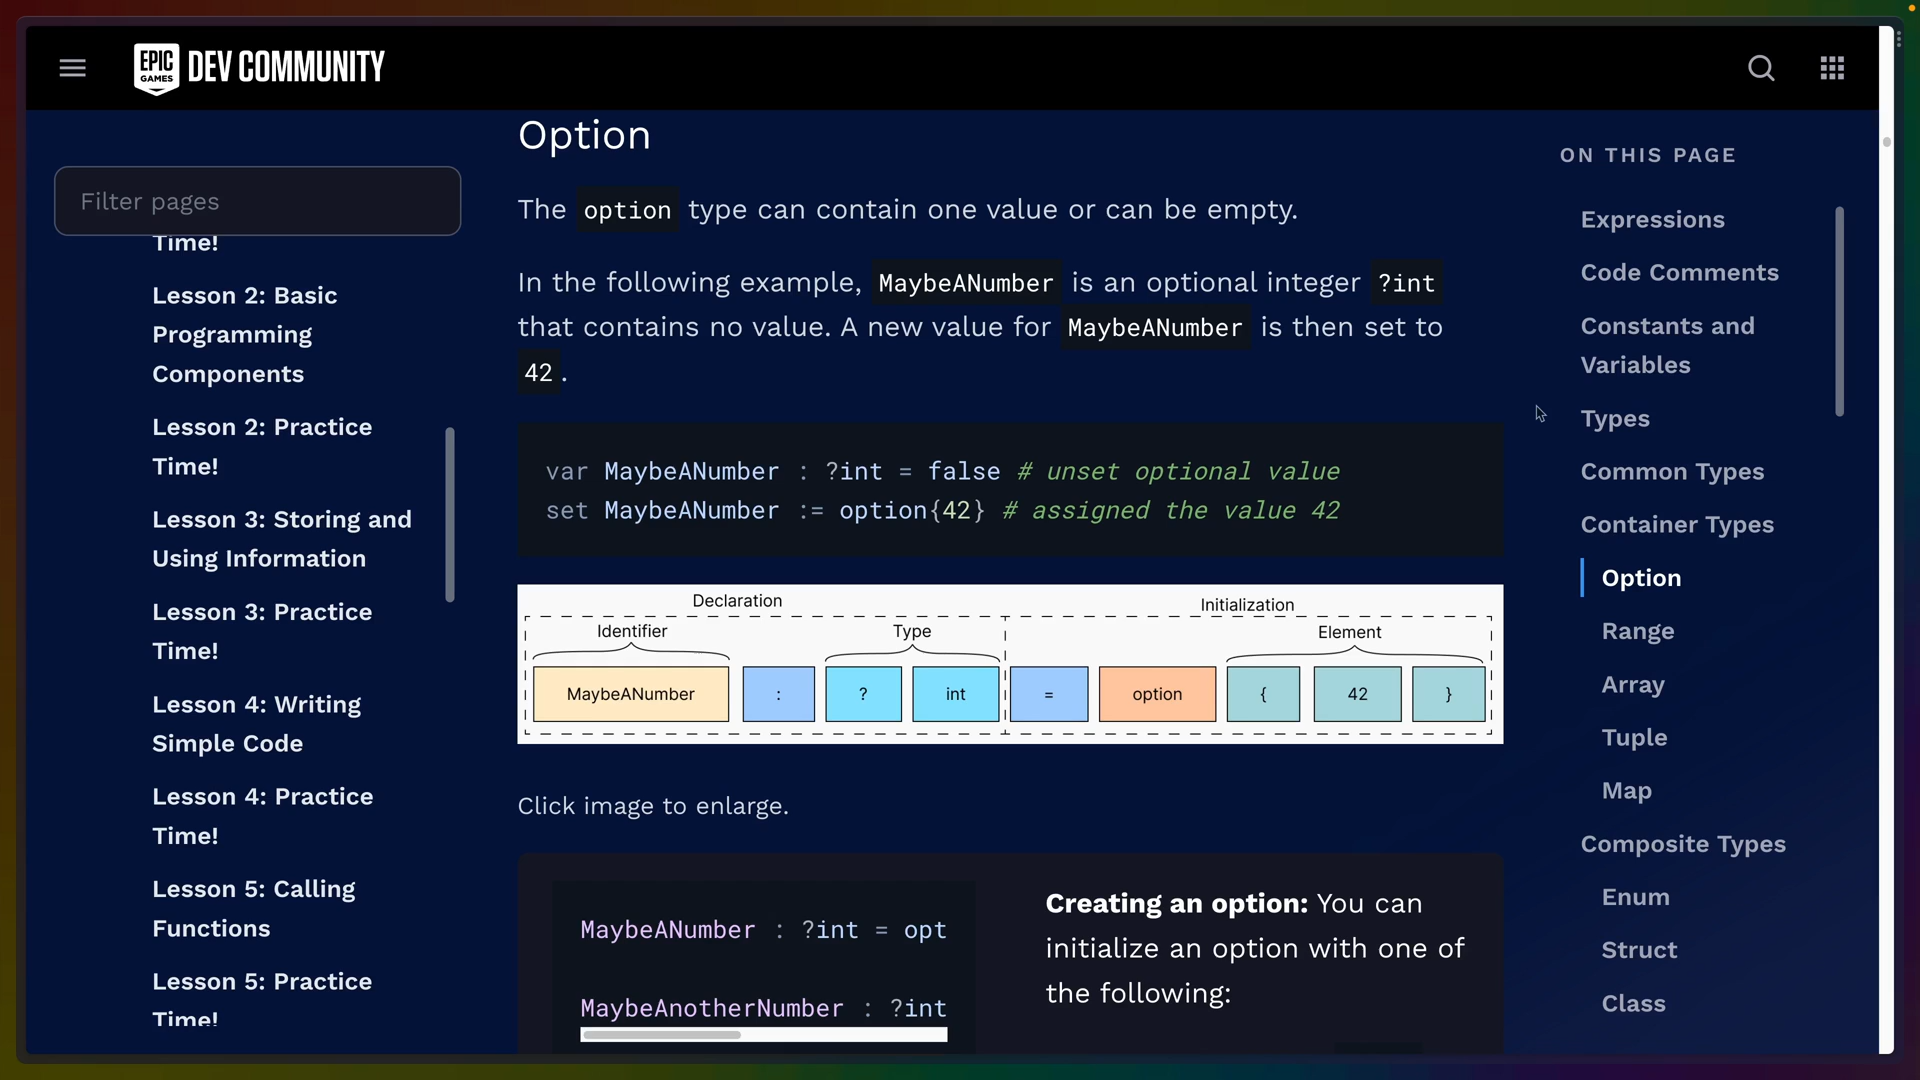 EPIC GAMES DEV COMMUNITY
Filter pages
Time!
Lesson 2: Basic
Programming
Components
Lesson 2: Practice
Time!
Lesson 3: Storing and
Using Information
Lesson 3: Practice
Time!
Lesson 4: Writing
Simple Code
Lesson 4: Practice
Time!
Lesson 5: Calling
Functions
Lesson 5: Practice
Time!
Option
The option type can contain one value or can be empty.
In the following example, MaybeANumber is an optional integer ?int
that contains no value. A new value for MaybeANumber is then set to
42 .
var MaybeANumber : ?int = false # unset optional value
set MaybeANumber := option{42} # assigned the value 42
Declaration Initialization
Identifier Type Element
MaybeANumber : ? int = option { 42 }
Click image to enlarge.
MaybeANumber : ?int = opt
MaybeAnotherNumber : ?int
Creating an option: You can
initialize an option with one of
the following:
ON THIS PAGE
Expressions
Code Comments
Constants and
Variables
Types
Common Types
Container Types
Option
Range
Array
Tuple
Map
Composite Types
Enum
Struct
Class